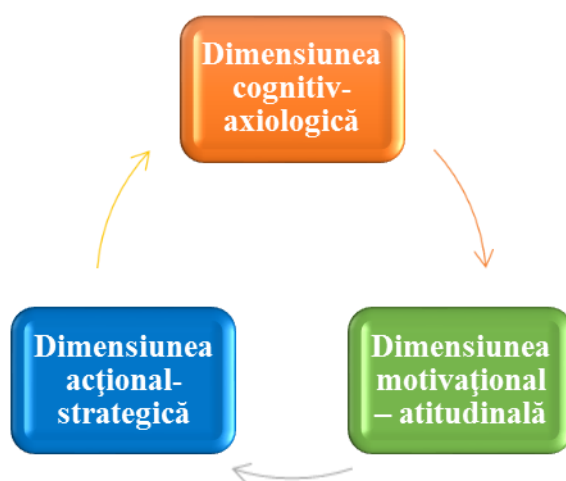 Dimensiunea
cognitiv-
axiologică
Dimensiunea
acţional-
strategică
Dimensiunea
motivaţional
– atitudinală